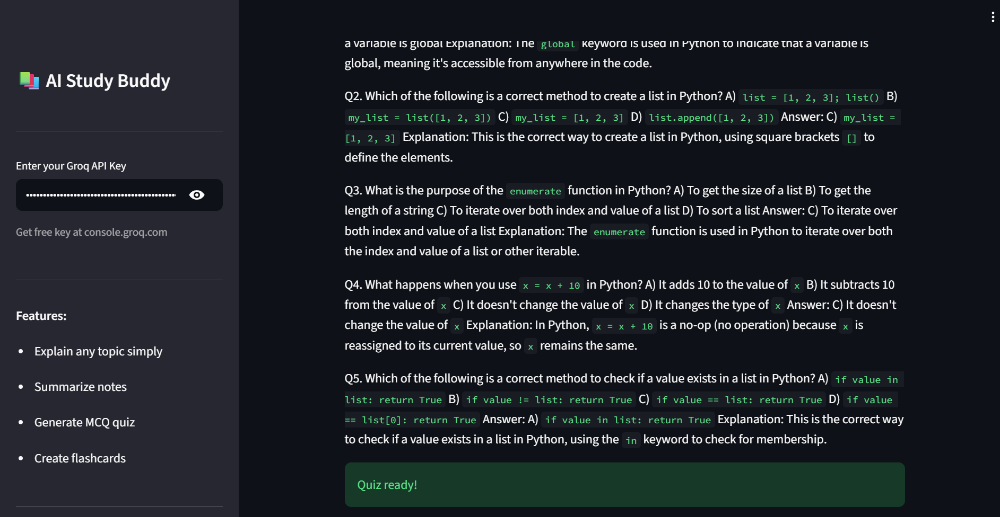 AI Study Buddy
Enter your Groq API Key
Get free key at console.groq.com
Features:
Explain any topic simply
Summarize notes
Generate MCQ quiz
Create flashcards
a variable is global Explanation: The global keyword is used in Python to indicate that a variable is
global, meaning it's accessible from anywhere in the code.
Q2. Which of the following is a correct method to create a list in Python? A) list = [1, 2, 3]; list() B)
my_list = list([1, 2, 3]) C) my_list = [1, 2, 3] D) list.append([1, 2, 3]) Answer: C) my_list =
[1, 2, 3] Explanation: This is the correct way to create a list in Python, using square brackets [] to
define the elements.
Q3. What is the purpose of the enumerate function in Python? A) To get the size of a list B) To get the
length of a string C) To iterate over both index and value of a list D) To sort a list Answer: C) To iterate over
both index and value of a list Explanation: The enumerate function is used in Python to iterate over both
the index and value of a list or other iterable.
Q4. What happens when you use x = x + 10 in Python? A) It adds 10 to the value of x B) It subtracts 10
from the value of x C) It doesn't change the value of x D) It changes the type of x Answer: C) It doesn't
change the value of x Explanation: In Python, x = x + 10 is a no-op (no operation) because x is
reassigned to its current value, so x remains the same.
Q5. Which of the following is a correct method to check if a value exists in a list in Python? A) if value in
list: return True B) if value != list: return True C) if value == list: return True D) if value
== list[0]: return True Answer: A) if value in list: return True Explanation: This is the correct way
to check if a value exists in a list in Python, using the in keyword to check for membership.
Quiz ready!